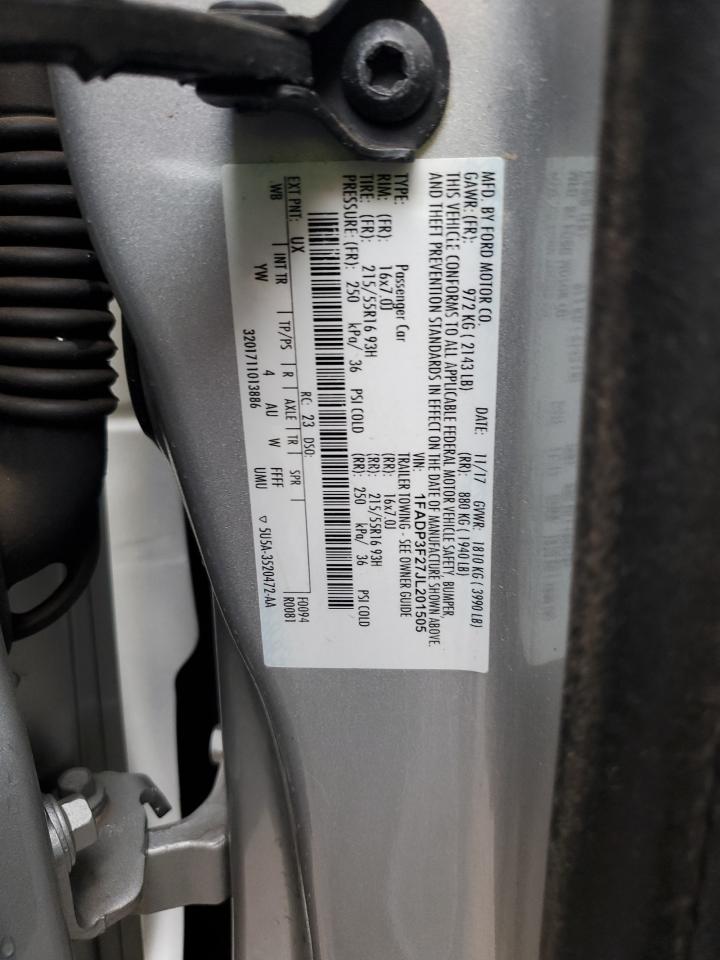 MFD. BY FORD MOTOR CO.
DATE: 11/17 GVWR: 1810 KG ( 3990 LB)
GAWR: (FR): 972 KG ( 2143 LB) (RR): 880 KG ( 1940 LB)
THIS VEHICLE CONFORMS TO ALL APPLICABLE FEDERAL MOTOR VEHICLE SAFETY, BUMPER,
AND THEFT PREVENTION STANDARDS IN EFFECT ON THE DATE OF MANUFACTURE SHOWN ABOVE.
VIN: 1FADP3F27JL201505
TYPE: Passenger Car TRAILER TOWING - SEE OWNER GUIDE
RIM: (FR): 16x7.0J (RR): 16x7.0J
TIRE: (FR): 215/55R16 93H (RR): 215/55R16 93H
PRESSURE: (FR): 250 kPa/ 36 PSI COLD (RR): 250 kPa/ 36 PSI COLD
EXT PNT: UX RC: 23 DSO: F0094
WB INT TR TP/PS R AXLE TR SPR R0081
YW 4 AU W FFFF UMU
3201711013886 ▽ 5U5A-3520472-AA